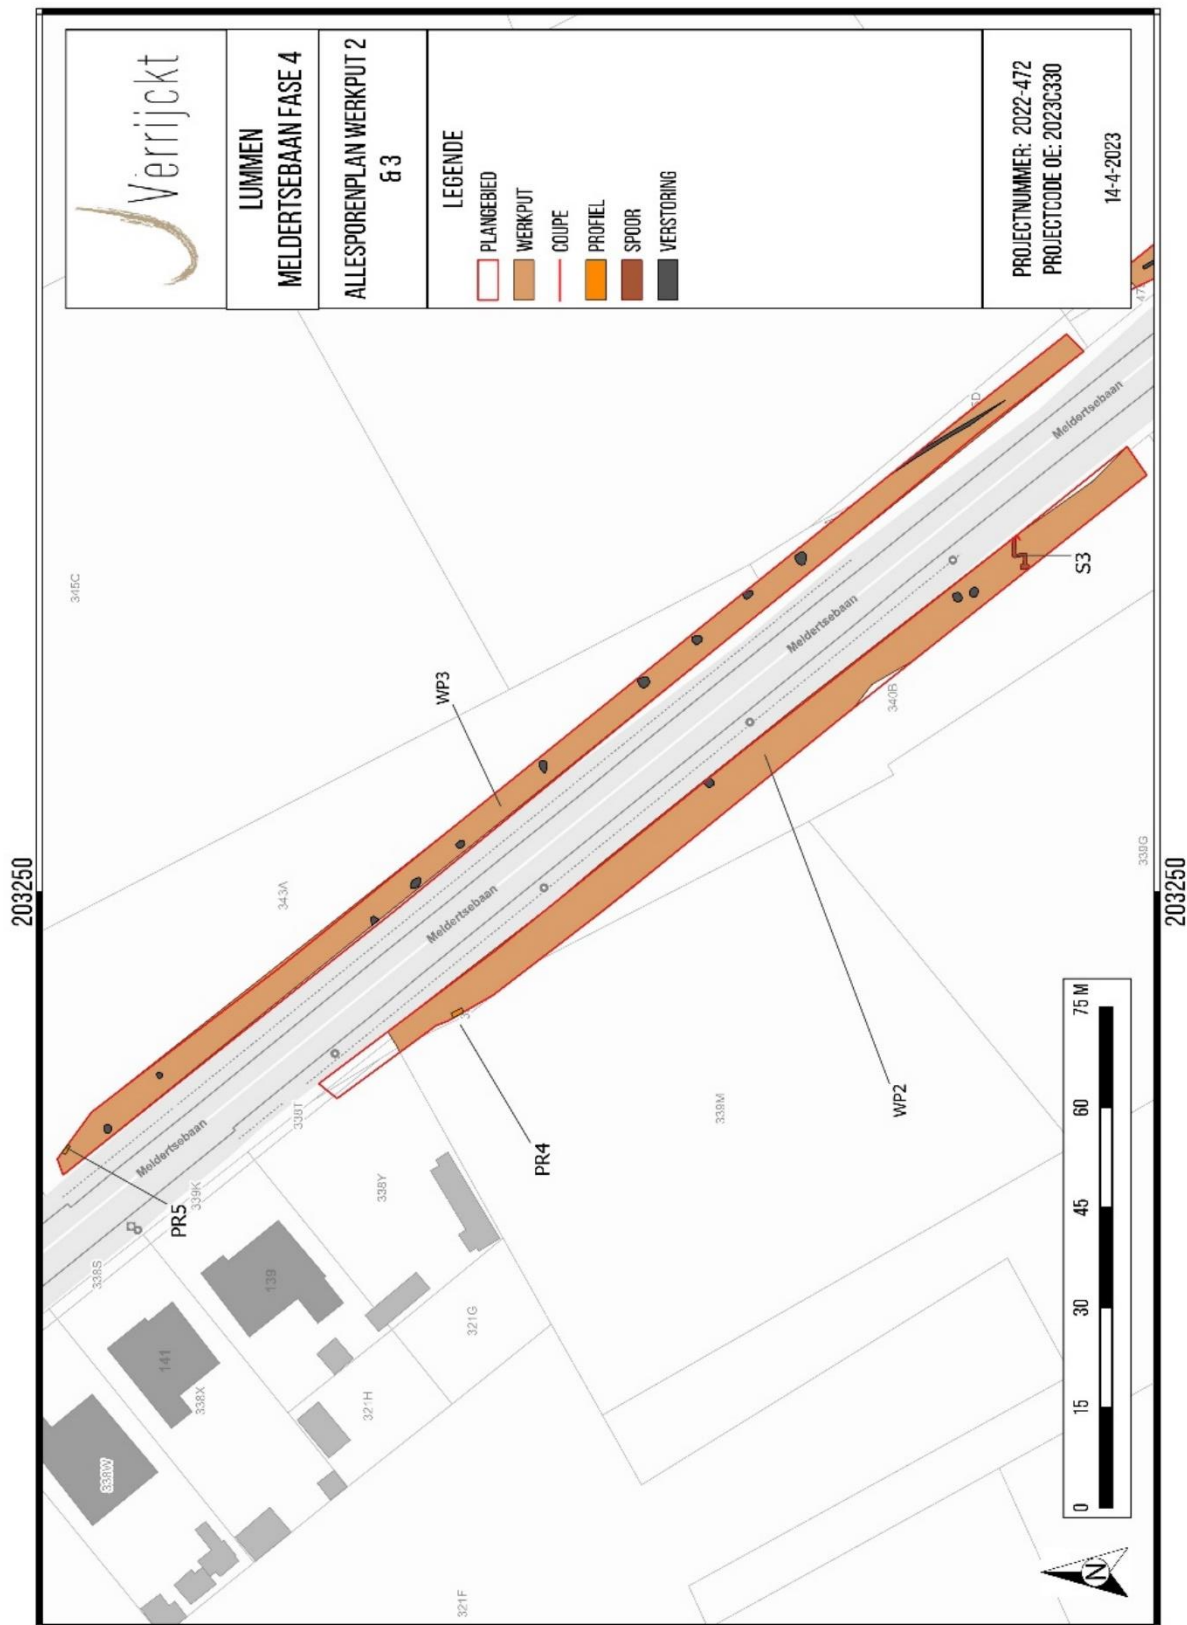 Verrijckt
LUMMEN
MELDERTSEBAAN FASE 4
ALLESPORENPLAN WERKPUT 2
& 3
LEGENDE
PLANGEBIED
WERKPUT
COUPE
PROFIEL
SPOOR
VERSTORING
PROJECTNUMMER: 2022-472
PROJECTCODE OE: 2023C330
14-4-2023
203250
203250
345C
343A
WP3
Meldertsebaan
Meldertsebaan
Meldertsebaan
Meldertsebaan
S3
340B
339G
WP2
339M
PR4
PR5
338T
339K
338S
338Y
139
141
338X
338W
321G
321H
321F
0 15 30 45 60 75 M
N